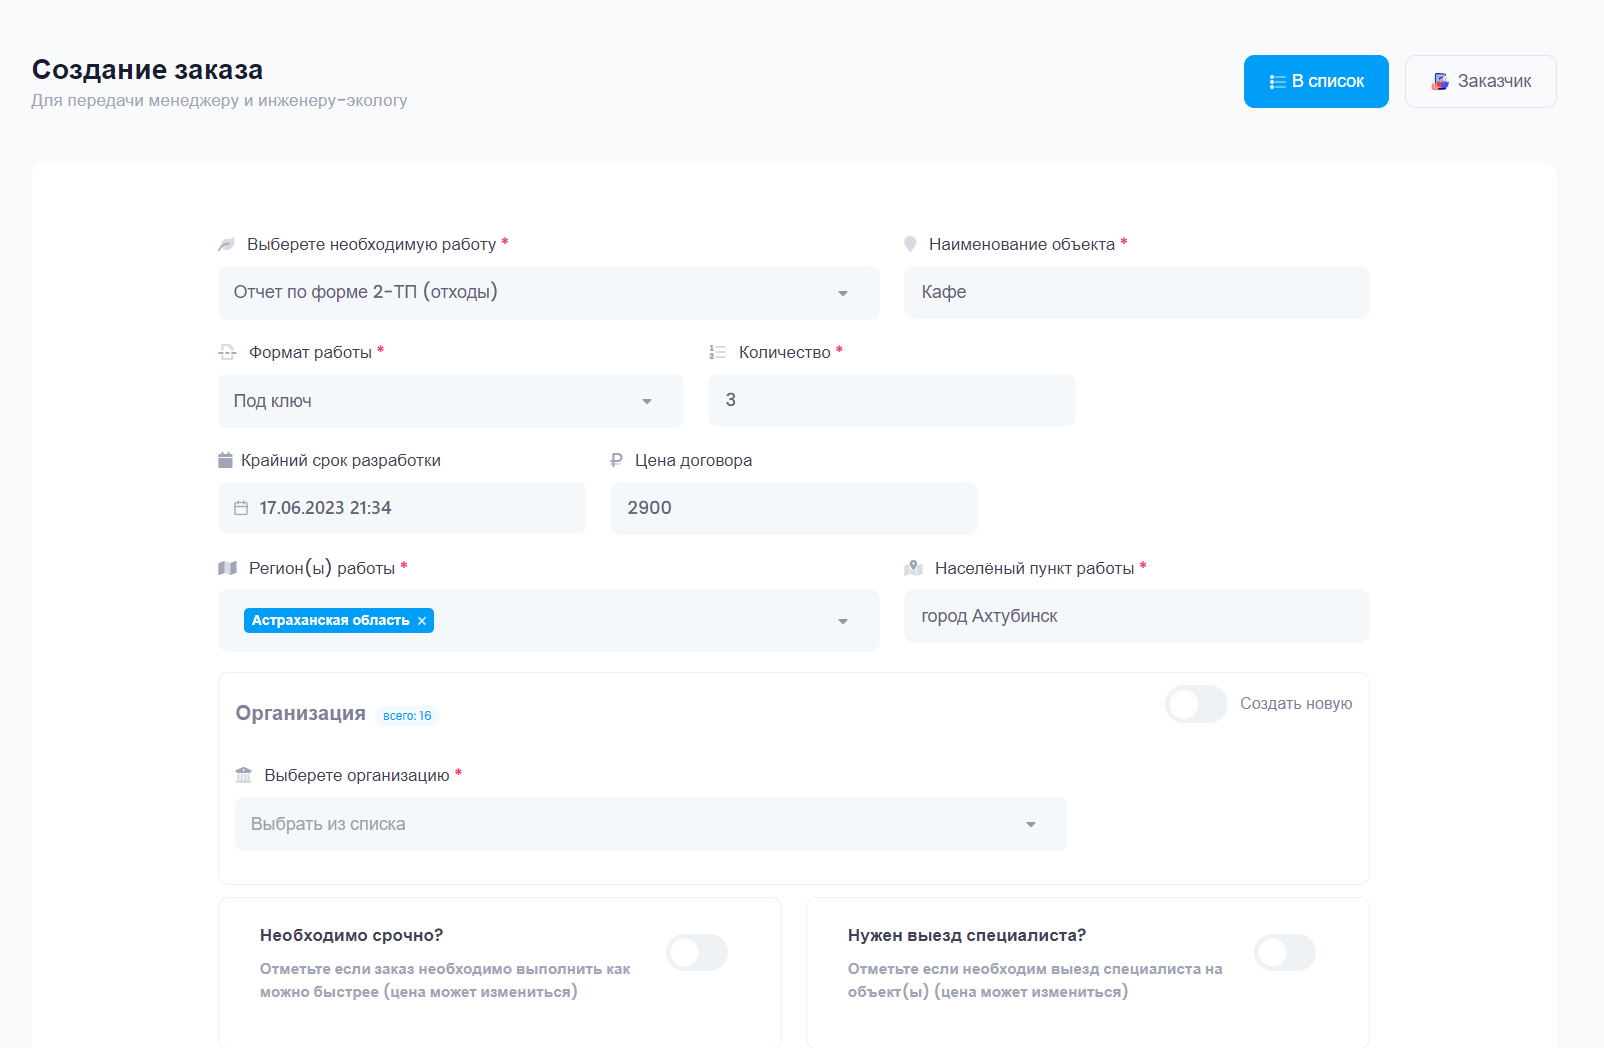 Создание заказа
Для передачи менеджеру и инженеру-экологу
В список
Заказчик
Выберете необходимую работу *
Наименование объекта *
Отчет по форме 2-ТП (отходы)
Кафе
Формат работы *
Количество *
Под ключ
3
Крайний срок разработки
Цена договора
17.06.2023 21:34
2900
Регион(ы) работы *
Населёный пункт работы *
Астраханская область ×
город Ахтубинск
Организация всего: 16
Создать новую
Выберете организацию *
Выбрать из списка
Необходимо срочно?
Отметьте если заказ необходимо выполнить как
можно быстрее (цена может измениться)
Нужен выезд специалиста?
Отметьте если необходим выезд специалиста на
объект(ы) (цена может измениться)